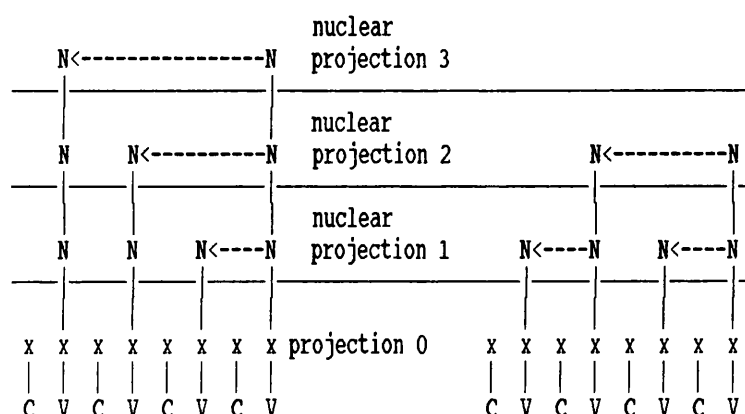 nuclear
N<--------------N projection 3
nuclear
N N<----------N projection 2 N<----------N
nuclear
N N N<----N projection 1 N<----N N<----N
x x x x x x x x projection 0 x x x x x x x x
C V C V C V C V C V C V C V C V